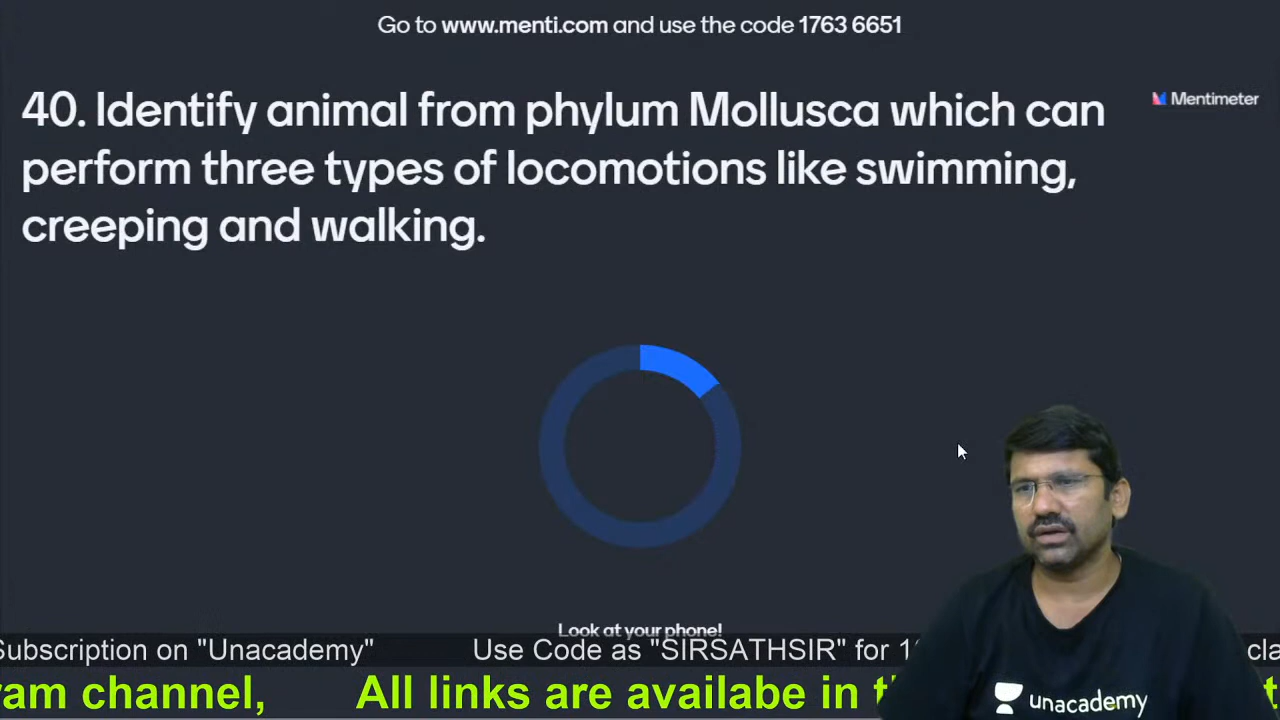 Go to www.menti.com and use the code 1763 6651
Mentimeter
40. Identify animal from phylum Mollusca which can
perform three types of locomotions like swimming,
creeping and walking.
Look at your phone!
Subscription on "Unacademy" Use Code as "SIRSATHSIR" for
channel, All links are availabe in
unacademy